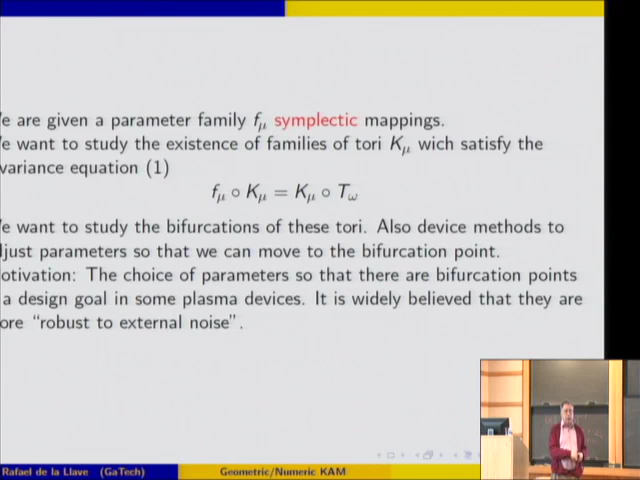 e are given a parameter family fμ symplectic mappings.
e want to study the existence of families of tori Kμ wich satisfy the
variance equation (1)
fμ ∘ Kμ = Kμ ∘ Tω
e want to study the bifurcations of these tori. Also device methods to
djust parameters so that we can move to the bifurcation point.
otivation: The choice of parameters so that there are bifurcation points
a design goal in some plasma devices. It is widely believed that they are
ore “robust to external noise”.
Rafael de la Llave (GaTech) Geometric/Numeric KAM